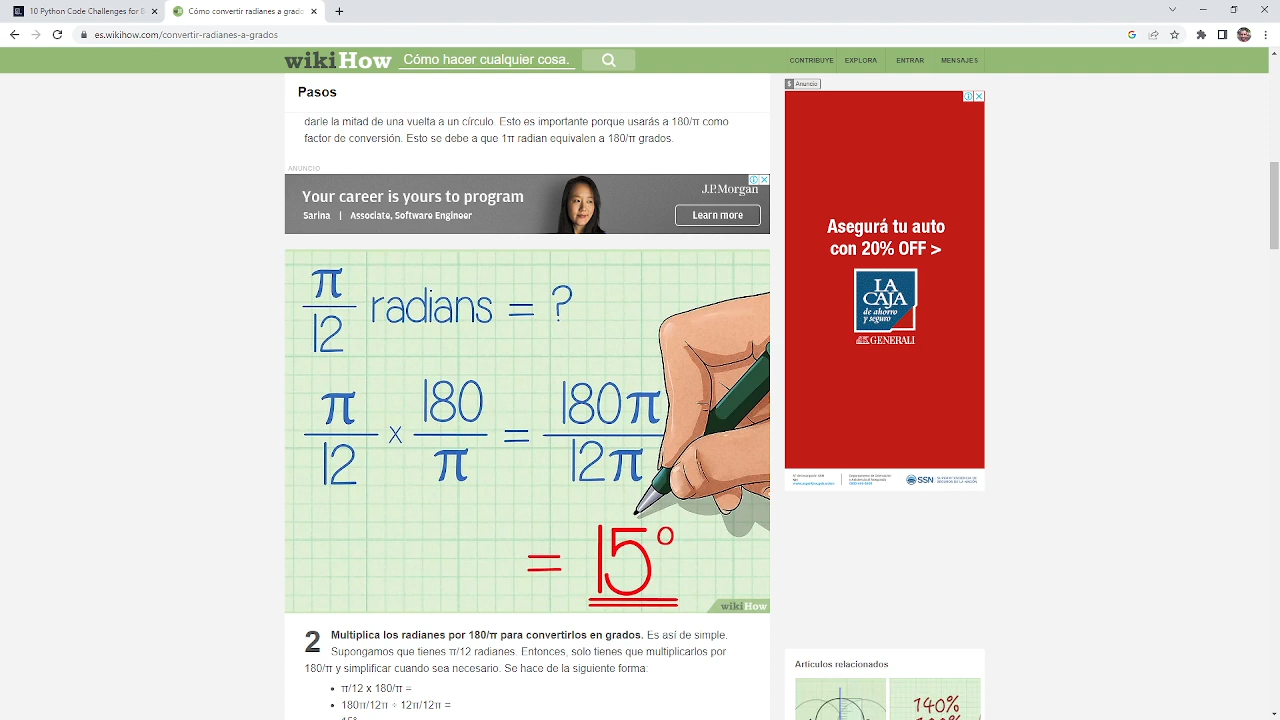 10 Python Code Challenges for B
Cómo convertir radianes a grado:
es.wikihow.com/convertir-radianes-a-grados
wikiHow
Cómo hacer cualquier cosa.
CONTRIBUYE EXPLORA ENTRAR MENSAJES
Pasos
darle la mitad de una vuelta a un círculo. Esto es importante porque usarás a 180/π como
factor de conversión. Esto se debe a que 1π radianes equivalen a 180/π grados.
ANUNCIO
Your career is yours to program
Sarina | Associate, Software Engineer
J.P.Morgan
Learn more
π/12 radians = ?
π/12 x 180/π = 180π/12π
= 15°
wikiHow
2 Multiplica los radianes por 180/π para convertirlos en grados. Es así de simple.
Supongamos que tienes π/12 radianes. Entonces, solo tienes que multiplicarlos por
180/π y simplificar cuando sea necesario. Se hace de la siguiente forma:
• π/12 x 180/π =
• 180π/12π ÷ 12π/12π =
Anuncio
Asegurá tu auto
con 20% OFF >
LA
CAJA
de ahorro
y seguro
GENERALI
SSN
Artículos relacionados
140%